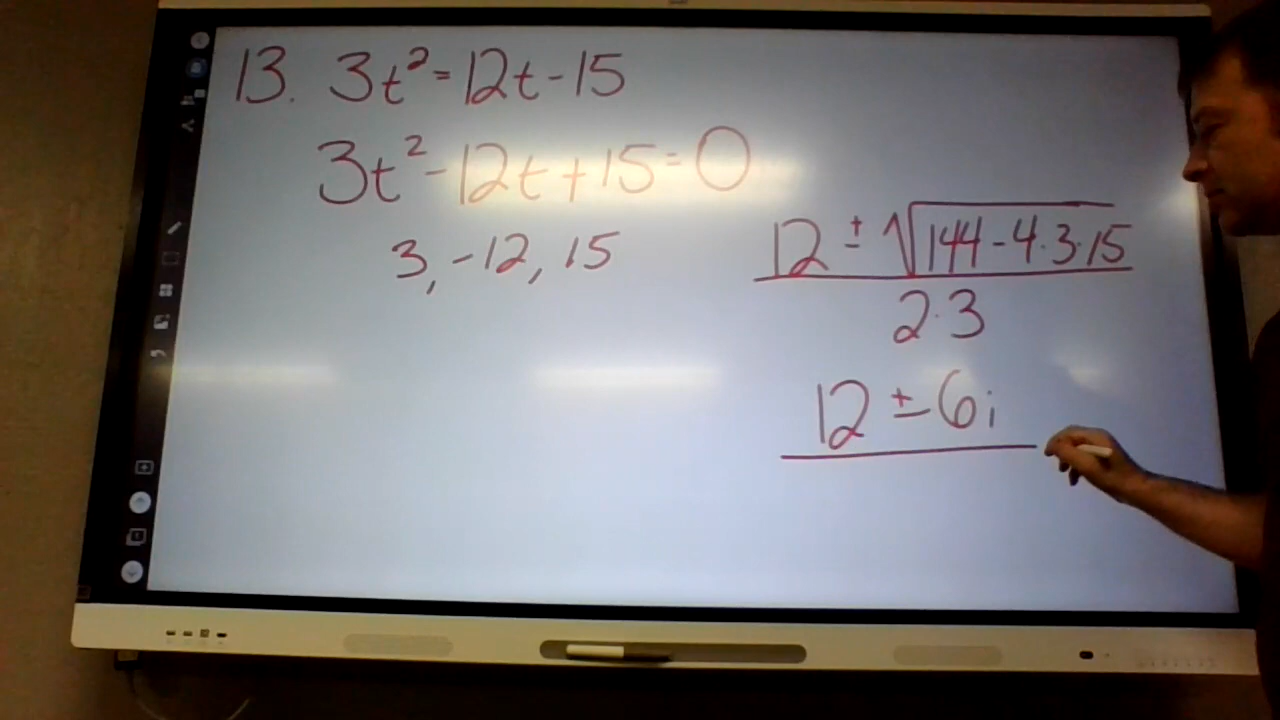 13. 3t²=12t-15
3t²-12t+15=0
3, -12, 15
12 ± √144-4·3·15
2·3
12 ± 6i